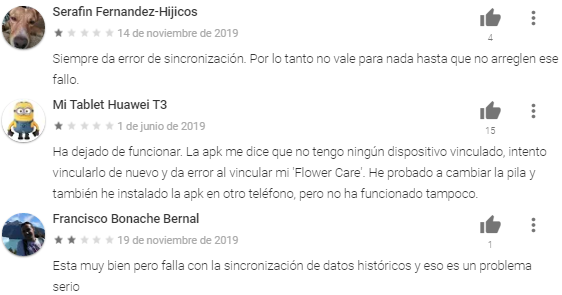 Serafin Fernandez-Hijicos
14 de noviembre de 2019
4
Siempre da error de sincronización. Por lo tanto no vale para nada hasta que no arreglen ese
fallo.
Mi Tablet Huawei T3
1 de junio de 2019
15
Ha dejado de funcionar. La apk me dice que no tengo ningún dispositivo vinculado, intento
vincularlo de nuevo y da error al vincular mi 'Flower Care'. He probado a cambiar la pila y
también he instalado la apk en otro teléfono, pero no ha funcionado tampoco.
Francisco Bonache Bernal
19 de noviembre de 2019
1
Esta muy bien pero falla con la sincronización de datos históricos y eso es un problema
serio